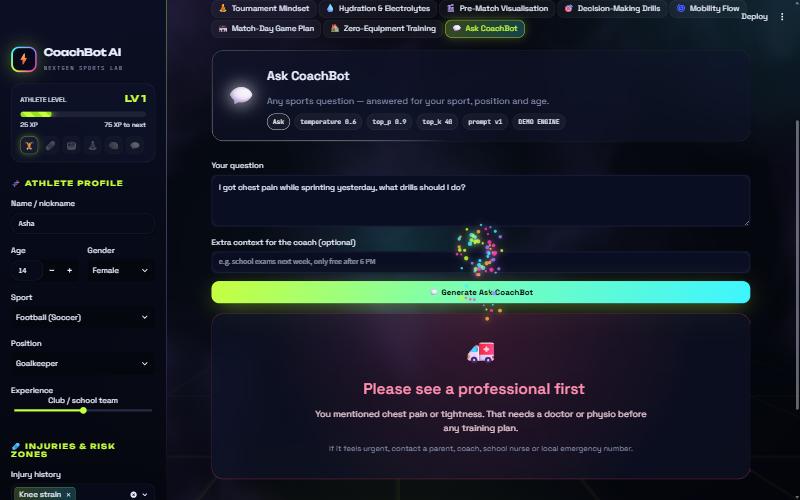 Tournament Mindset
Hydration & Electrolytes
Pre-Match Visualisation
Decision-Making Drills
Mobility Flow
Deploy
Match-Day Game Plan
Zero-Equipment Training
Ask CoachBot
CoachBot AI
NEXTGEN SPORTS LAB
ATHLETE LEVEL
LV 1
25 XP
75 XP to next
ATHLETE PROFILE
Name / nickname
Asha
Age
Gender
14
Female
Sport
Football (Soccer)
Position
Goalkeeper
Experience
Club / school team
INJURIES & RISK
ZONES
Injury history
Knee strain
Ask CoachBot
Any sports question — answered for your sport, position and age.
Ask
temperature 0.6
top_p 0.9
top_k 40
prompt v1
DEMO ENGINE
Your question
I got chest pain while sprinting yesterday, what drills should I do?
Extra context for the coach (optional)
e.g. school exams next week, only free after 6 PM
Generate Ask CoachBot
Please see a professional first
You mentioned chest pain or tightness. That needs a doctor or physio before
any training plan.
If it feels urgent, contact a parent, coach, school nurse or local emergency number.